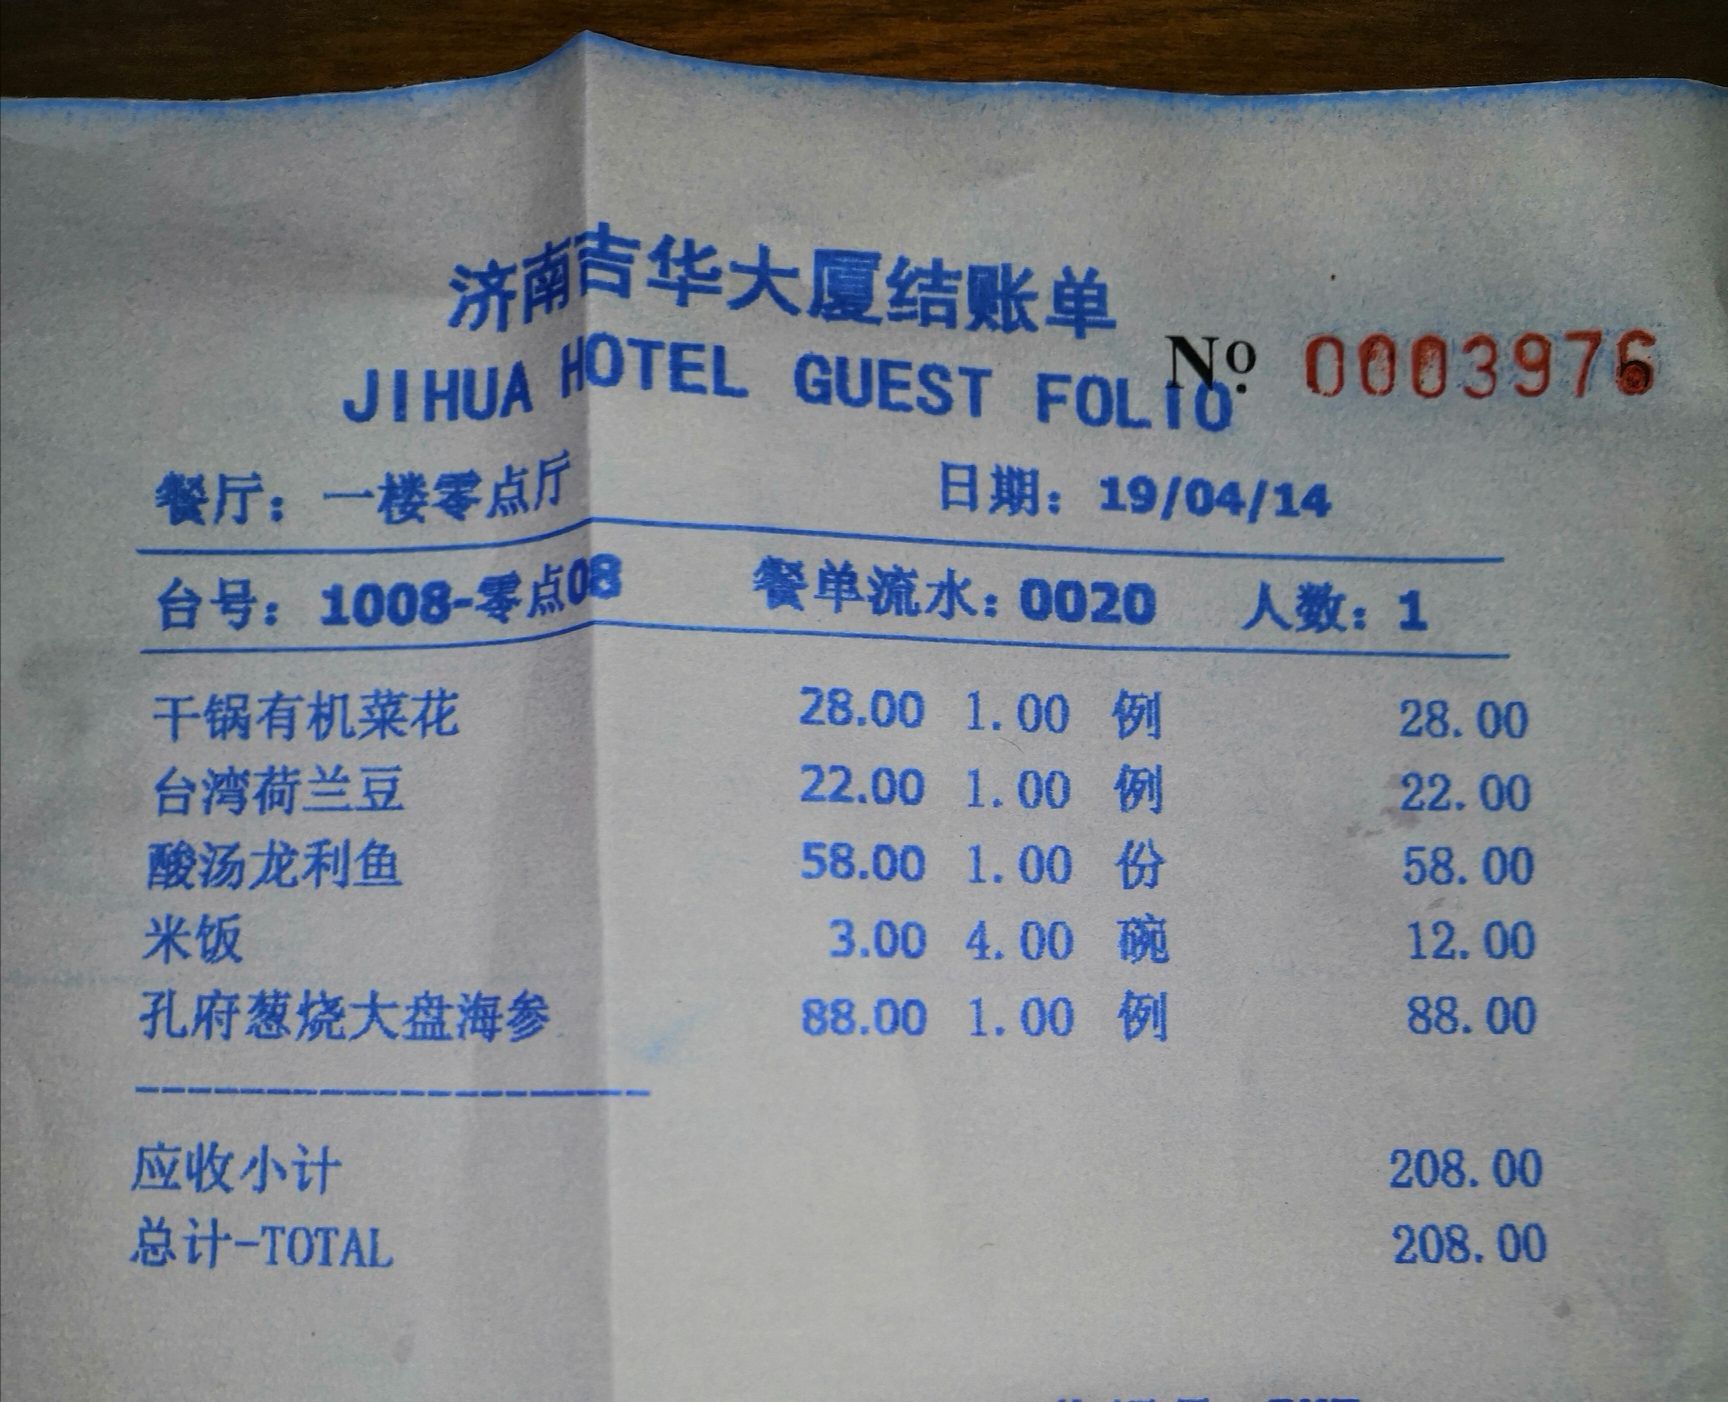 济南吉华大厦结账单
JIHUA HOTEL GUEST FOLIO
Nº 0003976
餐厅：一楼零点厅 日期：19/04/14
台号：1008-零点08 餐单流水：0020 人数：1
干锅有机菜花 28.00 1.00 例 28.00
台湾荷兰豆 22.00 1.00 例 22.00
酸汤龙利鱼 58.00 1.00 份 58.00
米饭 3.00 4.00 碗 12.00
孔府葱烧大盘海参 88.00 1.00 例 88.00
--------------------
应收小计 208.00
总计-TOTAL 208.00